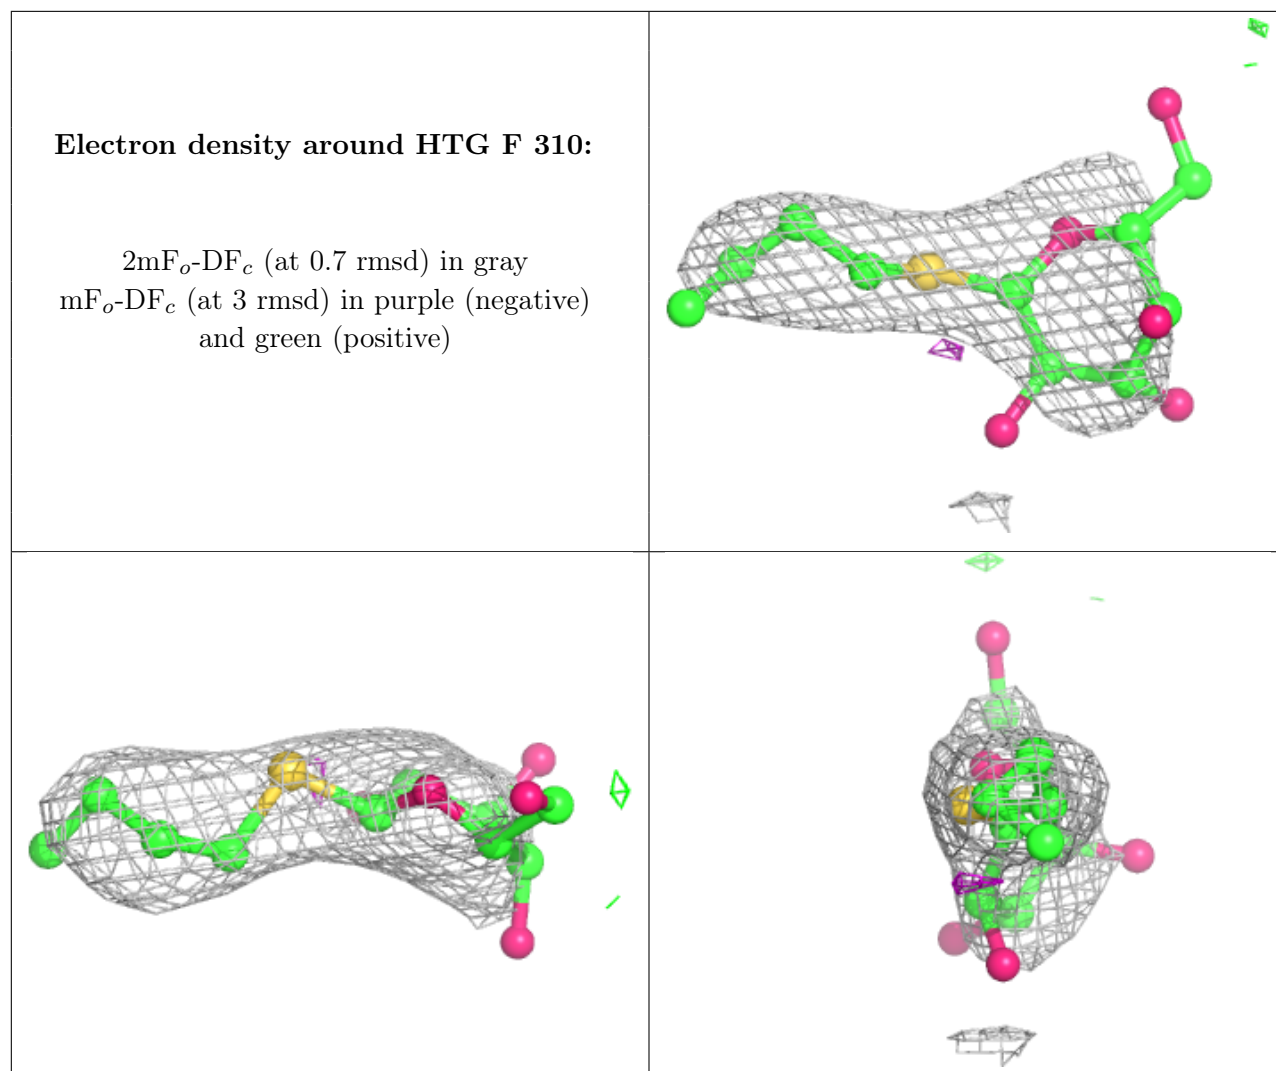 Electron density around HTG F 310:
2mFₒ-DF𝒸 (at 0.7 rmsd) in gray
mFₒ-DF𝒸 (at 3 rmsd) in purple (negative)
and green (positive)